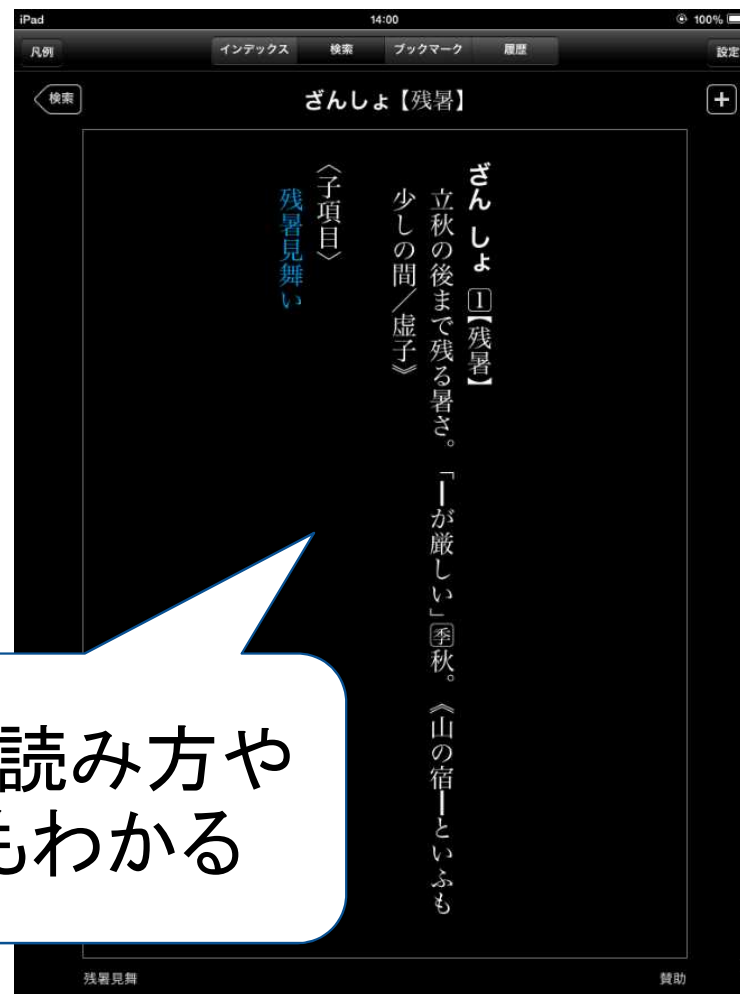 iPad 14:00 100%
凡例 インデックス 検索 ブックマーク 履歴 設定
検索 ざんしょ【残暑】 +
ざん しょ 1【残暑】
立秋の後まで残る暑さ。「━が厳しい」季秋。《山の宿━といふも
少しの間/虚子》
〈子項目〉
残暑見舞い
読み方や
もわかる
残暑見舞 賛助